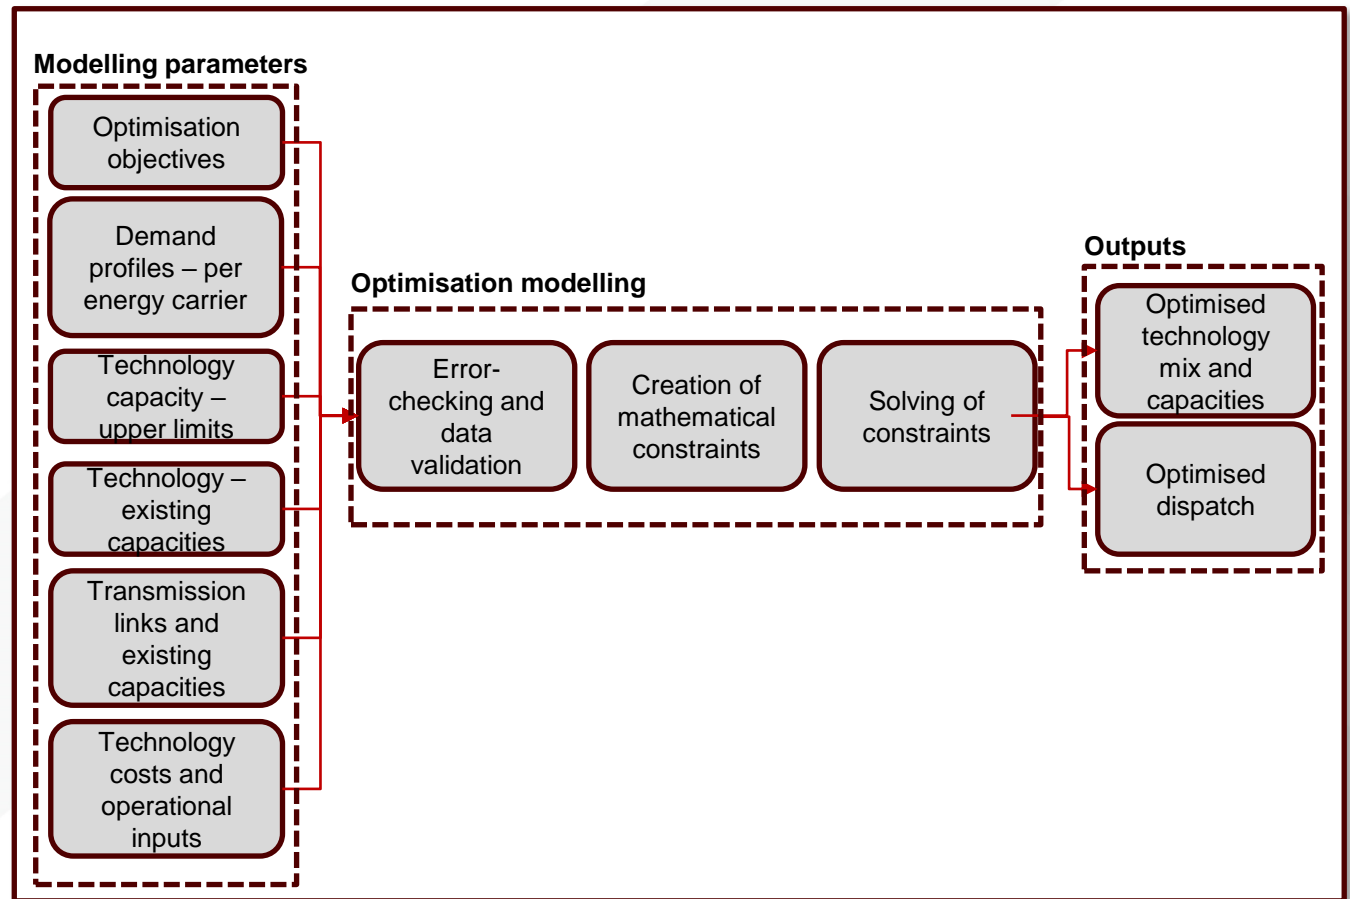 Modelling parameters
Optimisation
objectives
Demand
profiles – per
energy carrier
Technology
capacity –
upper limits
Technology –
existing
capacities
Transmission
links and
existing
capacities
Technology
costs and
operational
inputs
Optimisation modelling
Error-
checking and
data
validation
Creation of
mathematical
constraints
Solving of
constraints
Outputs
Optimised
technology
mix and
capacities
Optimised
dispatch